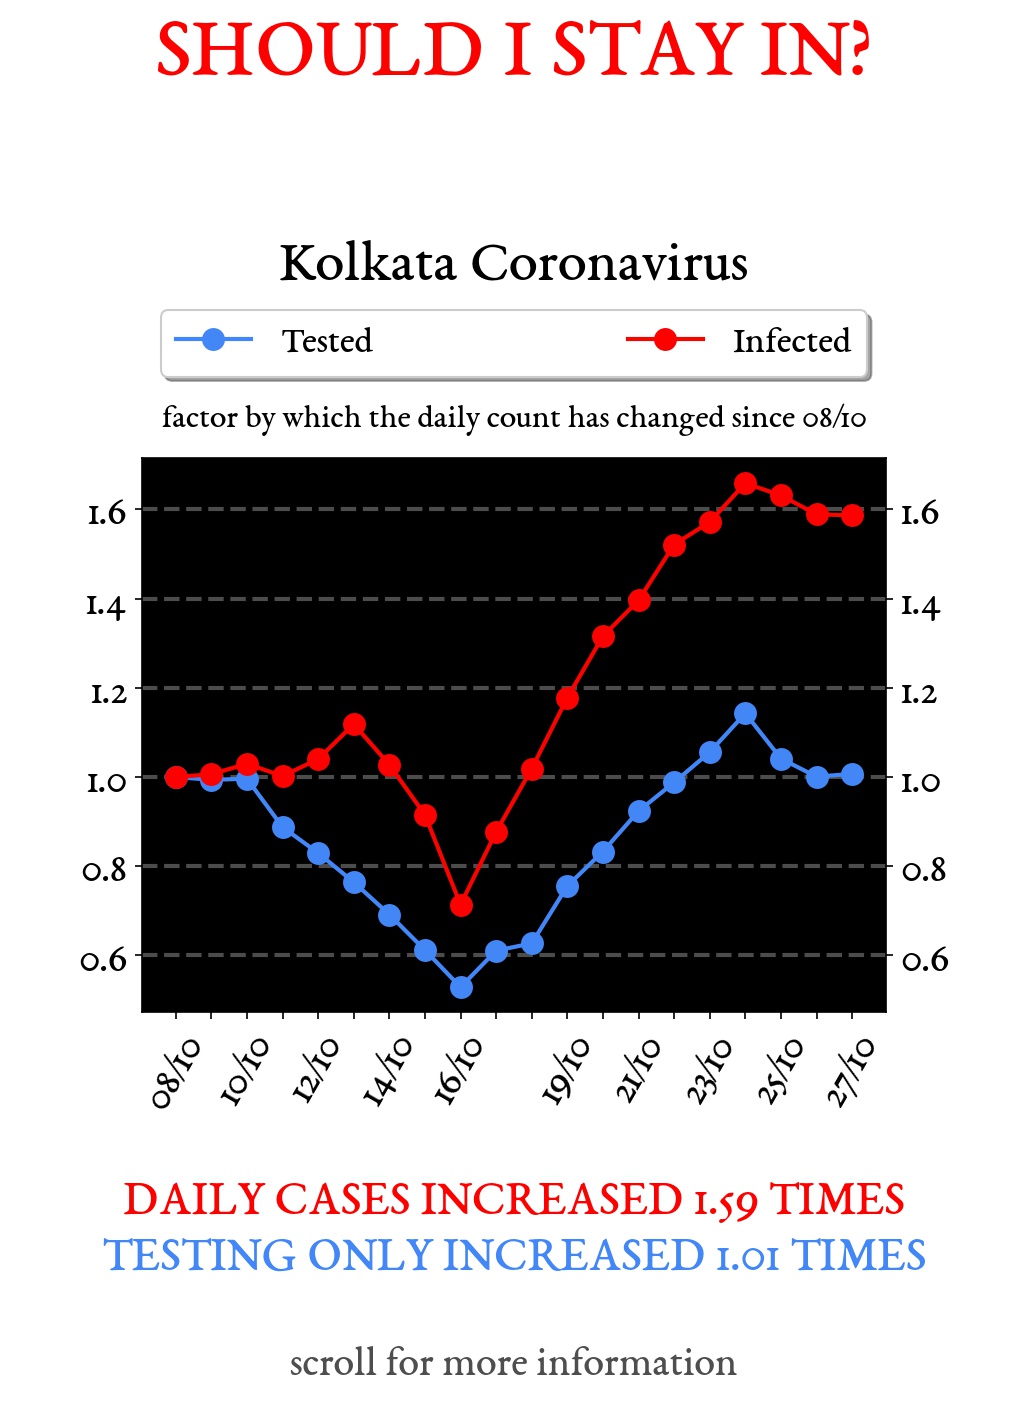 SHOULD I STAY IN?
Kolkata Coronavirus
Tested Infected
factor by which the daily count has changed since 08/10
1.6 1.6
1.4 1.4
1.2 1.2
1.0 1.0
0.8 0.8
0.6 0.6
08/10 10/10 12/10 14/10 16/10 19/10 21/10 23/10 25/10 27/10
DAILY CASES INCREASED 1.59 TIMES
TESTING ONLY INCREASED 1.01 TIMES
scroll for more information